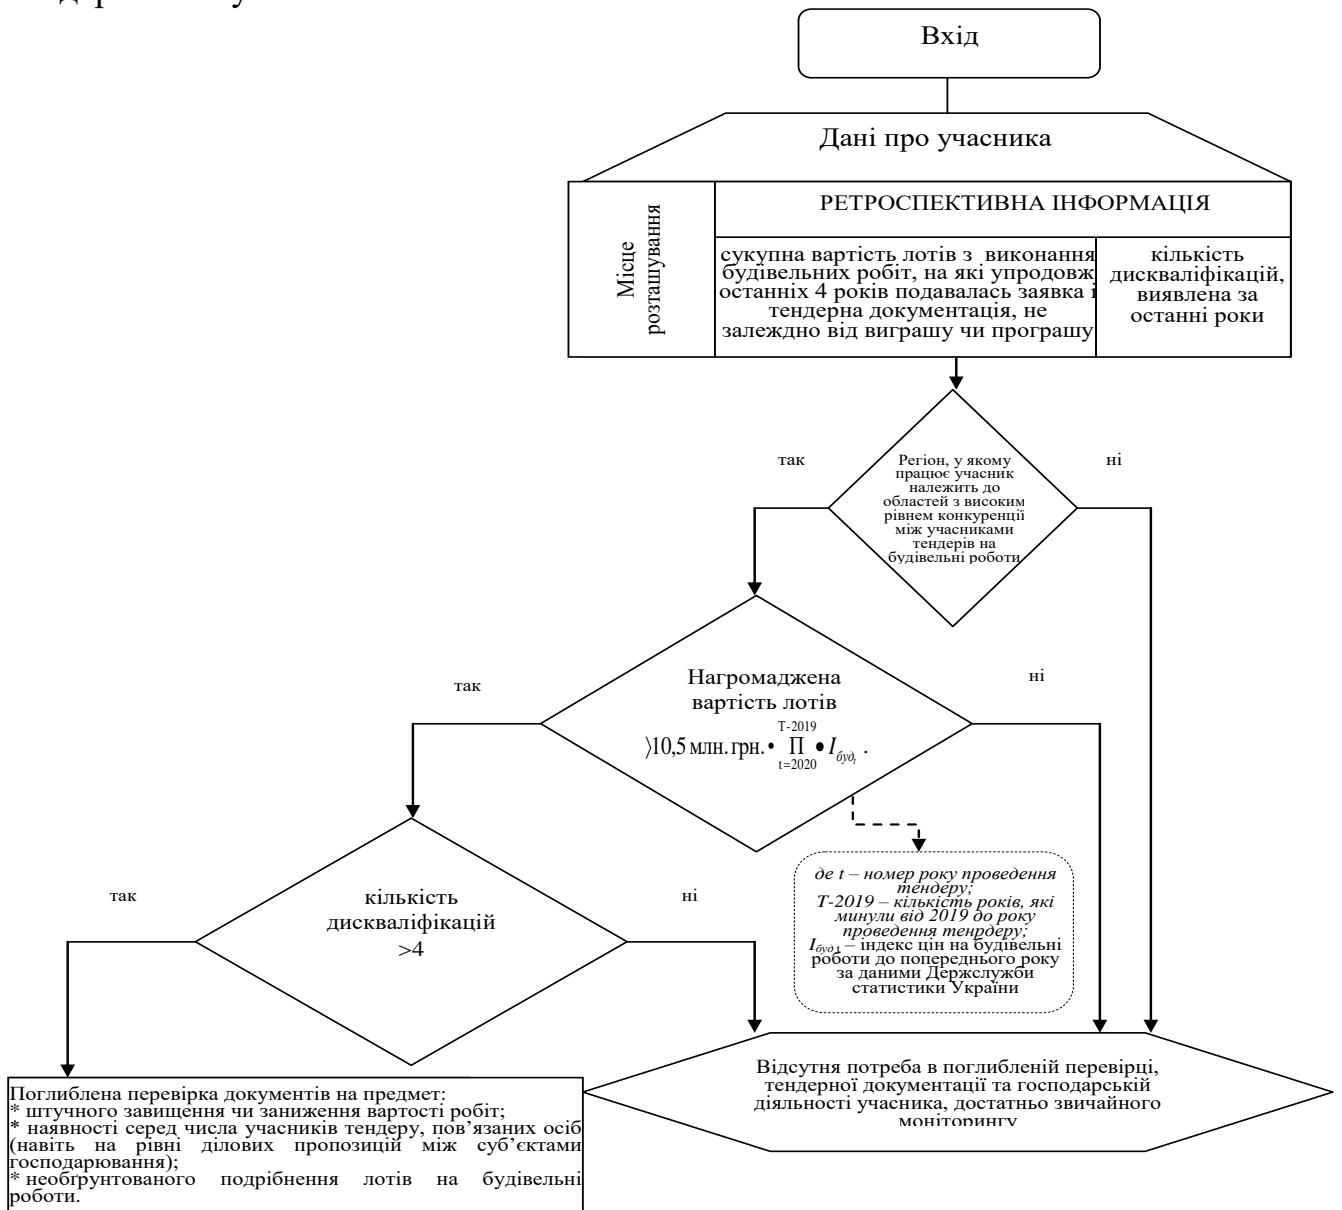 Вхід
Дані про учасника
Місце
розташування
РЕТРОСПЕКТИВНА ІНФОРМАЦІЯ
сукупна вартість лотів з виконання
будівельних робіт, на які упродовж
останніх 4 років подавалась заявка і
тендерна документація, не
залеждно від виграшу чи програшу
кількість
дискваліфікацій,
виявлена за
останні роки
так
Регіон, у якому
працює учасник
належить до
областей з високим
рівнем конкуренції
між учасниками
тендерів на
будівельні роботи
ні
так
Нагромаджена
вартість лотів
⟩10,5 млн. грн. • T-2019 П t=2020 • I буд t .
ні
так
кількість
дискваліфікацій
>4
ні
де t – номер року проведення
тендеру;
Т-2019 – кількість років, які
минули від 2019 до року
проведення тенрдеру;
I буд t – індекс цін на будівельні
роботи до попереднього року
за даними Держслужби
статистики України
Відсутня потреба в поглибленій перевірці,
тендерної документації та господарській
діяльності учасника, достатньо звичайного
моніторингу
Поглиблена перевірка документів на предмет:
* штучного завищення чи заниження вартості робіт;
* наявності серед числа учасників тендеру, пов’язаних осіб
(навіть на рівні ділових пропозицій між суб’єктами
господарювання);
* необґрунтованого подрібнення лотів на будівельні
роботи.